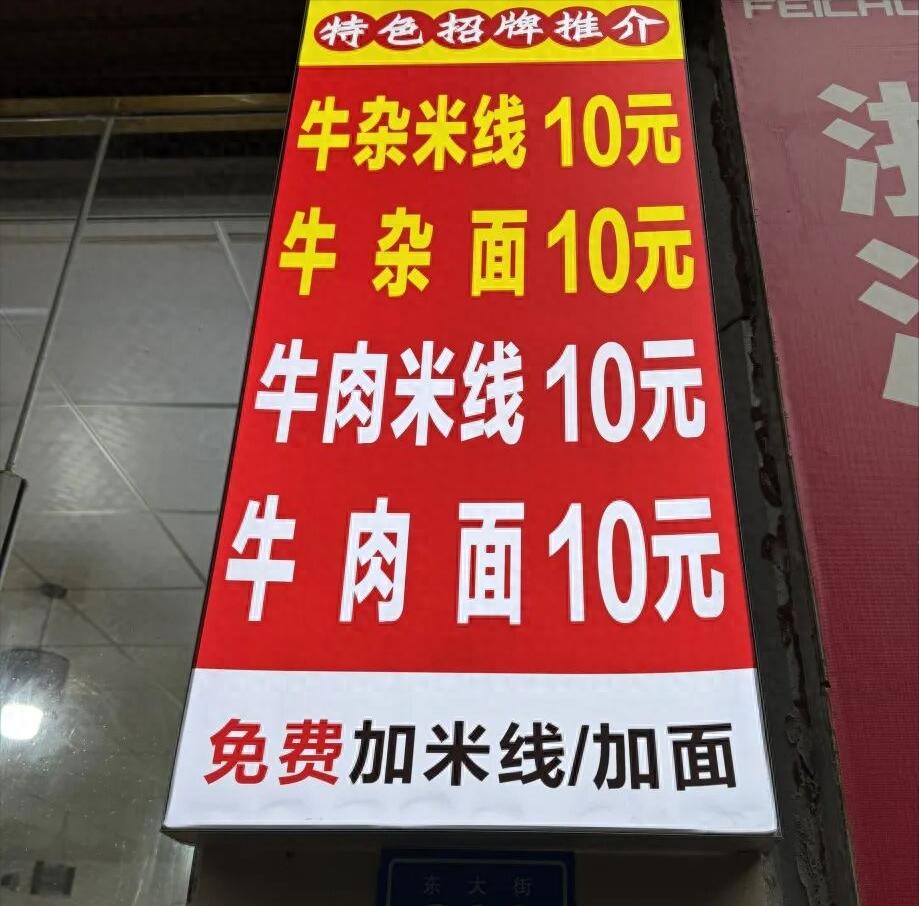 特色招牌推介
牛杂米线 10元
牛杂面 10元
牛肉米线 10元
牛肉面 10元
免费加米线/加面
东大街